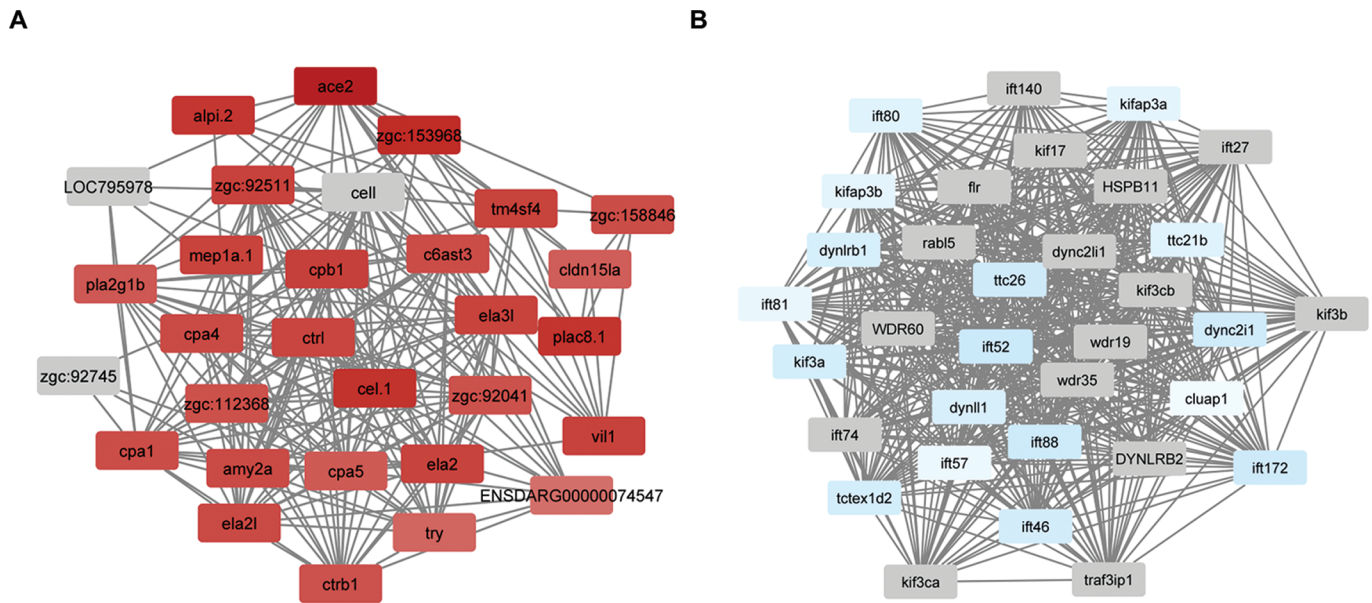 A
B
ace2
alpi.2
zgc:153968
LOC795978
zgc:92511
cell
tm4sf4
zgc:158846
mep1a.1
cpb1
c6ast3
cldn15la
pla2g1b
cpa4
ctrl
ela3l
plac8.1
zgc:92745
zgc:112368
cel.1
zgc:92041
vil1
cpa1
amy2a
cpa5
ela2
ENSDARG00000074547
ela2l
try
ctrb1
ift140
kifap3a
ift80
kif17
ift27
kifap3b
flr
HSPB11
dynlrb1
rabl5
dync2li1
ttc21b
ttc26
kif3cb
ift81
kif3b
WDR60
ift52
wdr19
dync2i1
kif3a
wdr35
cluap1
dynll1
ift74
ift88
ift57
DYNLRB2
ift172
tctex1d2
ift46
kif3ca
traf3ip1